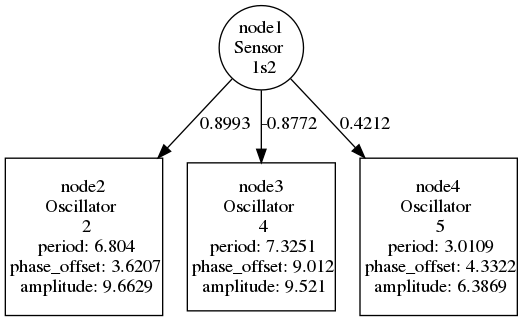 node1
Sensor
1s2
0.8993
-0.8772
0.4212
node2
Oscillator
2
period: 6.804
phase_offset: 3.6207
amplitude: 9.6629
node3
Oscillator
4
period: 7.3251
phase_offset: 9.012
amplitude: 9.521
node4
Oscillator
5
period: 3.0109
phase_offset: 4.3322
amplitude: 6.3869